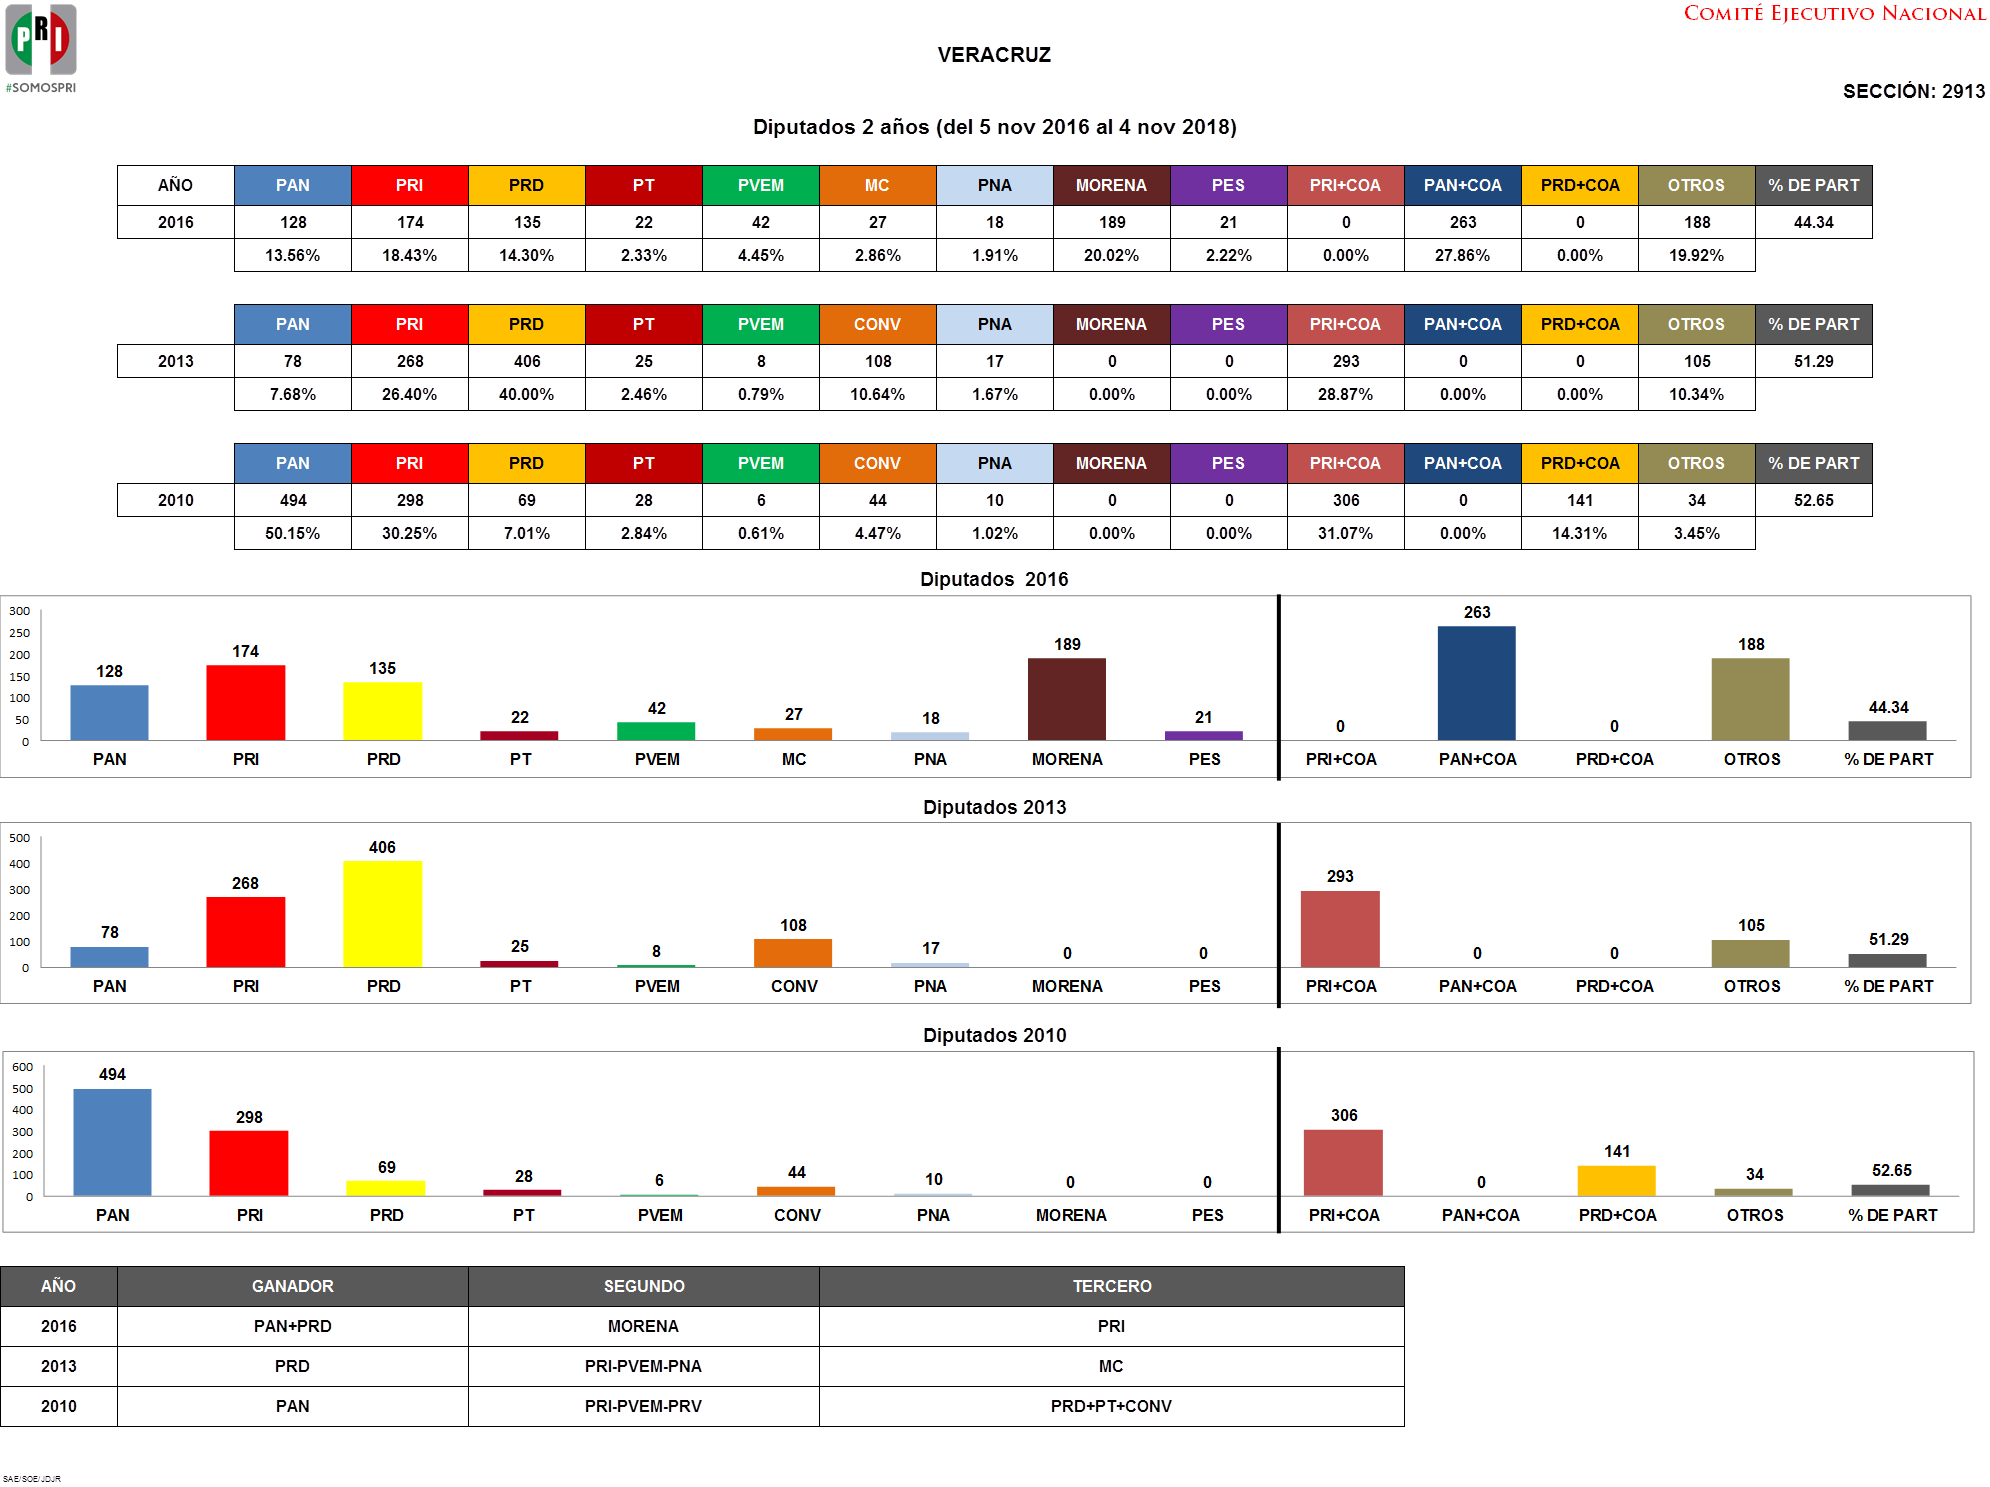 PRI
#SOMOSPRI
COMITÉ EJECUTIVO NACIONAL
VERACRUZ
SECCIÓN: 2913
Diputados 2 años (del 5 nov 2016 al 4 nov 2018)
AÑO PAN PRI PRD PT PVEM MC PNA MORENA PES PRI+COA PAN+COA PRD+COA OTROS % DE PART
2016 128 174 135 22 42 27 18 189 21 0 263 0 188 44.34
13.56% 18.43% 14.30% 2.33% 4.45% 2.86% 1.91% 20.02% 2.22% 0.00% 27.86% 0.00% 19.92%
PAN PRI PRD PT PVEM CONV PNA MORENA PES PRI+COA PAN+COA PRD+COA OTROS % DE PART
2013 78 268 406 25 8 108 17 0 0 293 0 0 105 51.29
7.68% 26.40% 40.00% 2.46% 0.79% 10.64% 1.67% 0.00% 0.00% 28.87% 0.00% 0.00% 10.34%
PAN PRI PRD PT PVEM CONV PNA MORENA PES PRI+COA PAN+COA PRD+COA OTROS % DE PART
2010 494 298 69 28 6 44 10 0 0 306 0 141 34 52.65
50.15% 30.25% 7.01% 2.84% 0.61% 4.47% 1.02% 0.00% 0.00% 31.07% 0.00% 14.31% 3.45%
Diputados 2016
300
250
200
150
100
50
0
128 174 135 22 42 27 18 189 21 0 263 0 188 44.34
PAN PRI PRD PT PVEM MC PNA MORENA PES PRI+COA PAN+COA PRD+COA OTROS % DE PART
Diputados 2013
500
400
300
200
100
0
78 268 406 25 8 108 17 0 0 293 0 0 105 51.29
PAN PRI PRD PT PVEM CONV PNA MORENA PES PRI+COA PAN+COA PRD+COA OTROS % DE PART
Diputados 2010
600
500
400
300
200
100
0
494 298 69 28 6 44 10 0 0 306 0 141 34 52.65
PAN PRI PRD PT PVEM CONV PNA MORENA PES PRI+COA PAN+COA PRD+COA OTROS % DE PART
AÑO GANADOR SEGUNDO TERCERO
2016 PAN+PRD MORENA PRI
2013 PRD PRI-PVEM-PNA MC
2010 PAN PRI-PVEM-PRV PRD+PT+CONV
SAE/SOE/JDJR